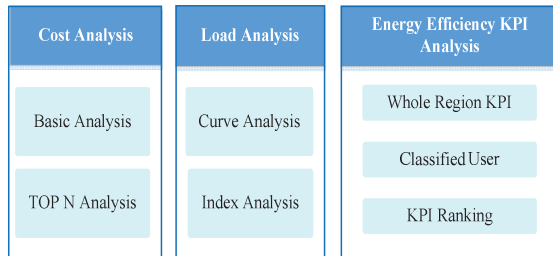 Cost Analysis
Basic Analysis
TOP N Analysis
Load Analysis
Curve Analysis
Index Analysis
Energy Efficiency KPI
Analysis
Whole Region KPI
Classified User
KPI Ranking